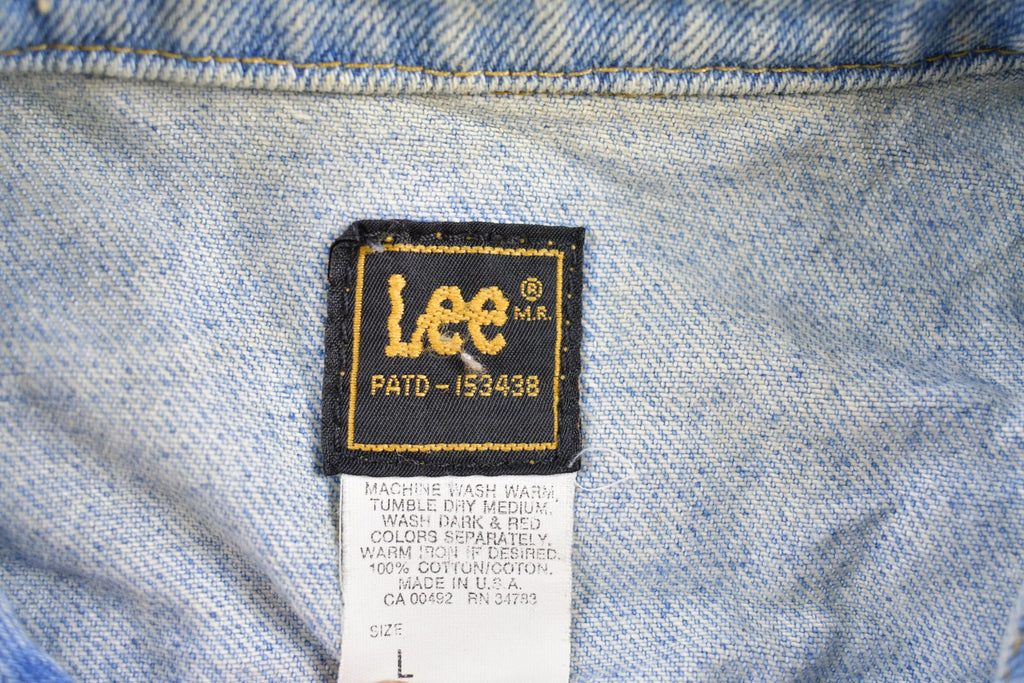 Lee®
M.R.
PATD-153438
MACHINE WASH WARM,
TUMBLE DRY MEDIUM.
WASH DARK & RED
COLORS SEPARATELY.
WARM IRON IF DESIRED.
100% COTTON/COTON.
MADE IN U.S.A.
CA 00492 RN 34783
SIZE
L